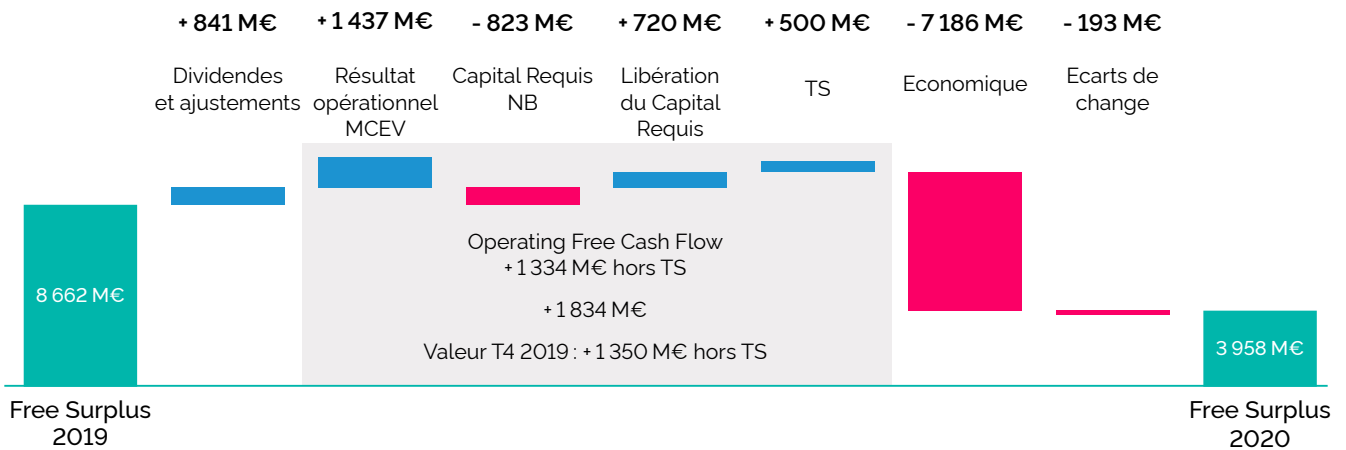 + 841 M€
+ 1 437 M€
- 823 M€
+ 720 M€
+ 500 M€
- 7 186 M€
- 193 M€
Dividendes
et ajustements
Résultat
opérationnel
MCEV
Capital Requis
NB
Libération
du Capital
Requis
TS
Economique
Ecarts de
change
Operating Free Cash Flow
+ 1 334 M€ hors TS
+ 1 834 M€
Valeur T4 2019 : + 1 350 M€ hors TS
8 662 M€
3 958 M€
Free Surplus
2019
Free Surplus
2020